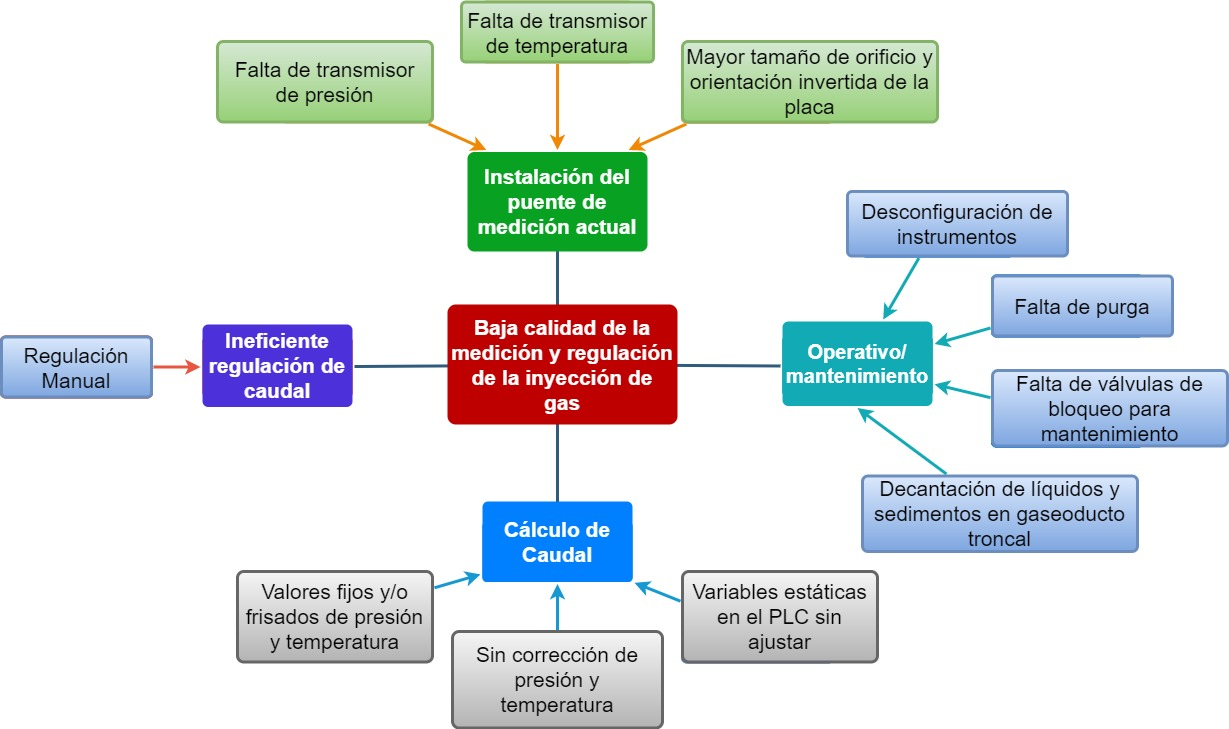 Falta de transmisor
de temperatura
Falta de transmisor
de presión
Mayor tamaño de orificio y
orientación invertida de la
placa
Instalación del
puente de
medición actual
Desconfiguración de
instrumentos
Falta de purga
Regulación
Manual
Ineficiente
regulación de
caudal
Baja calidad de la
medición y regulación
de la inyección de
gas
Operativo/
mantenimiento
Falta de válvulas de
bloqueo para
mantenimiento
Decantación de líquidos y
sedimentos en gaseoducto
troncal
Cálculo de
Caudal
Valores fijos y/o
frisados de presión
y temperatura
Sin corrección de
presión y
temperatura
Variables estáticas
en el PLC sin
ajustar